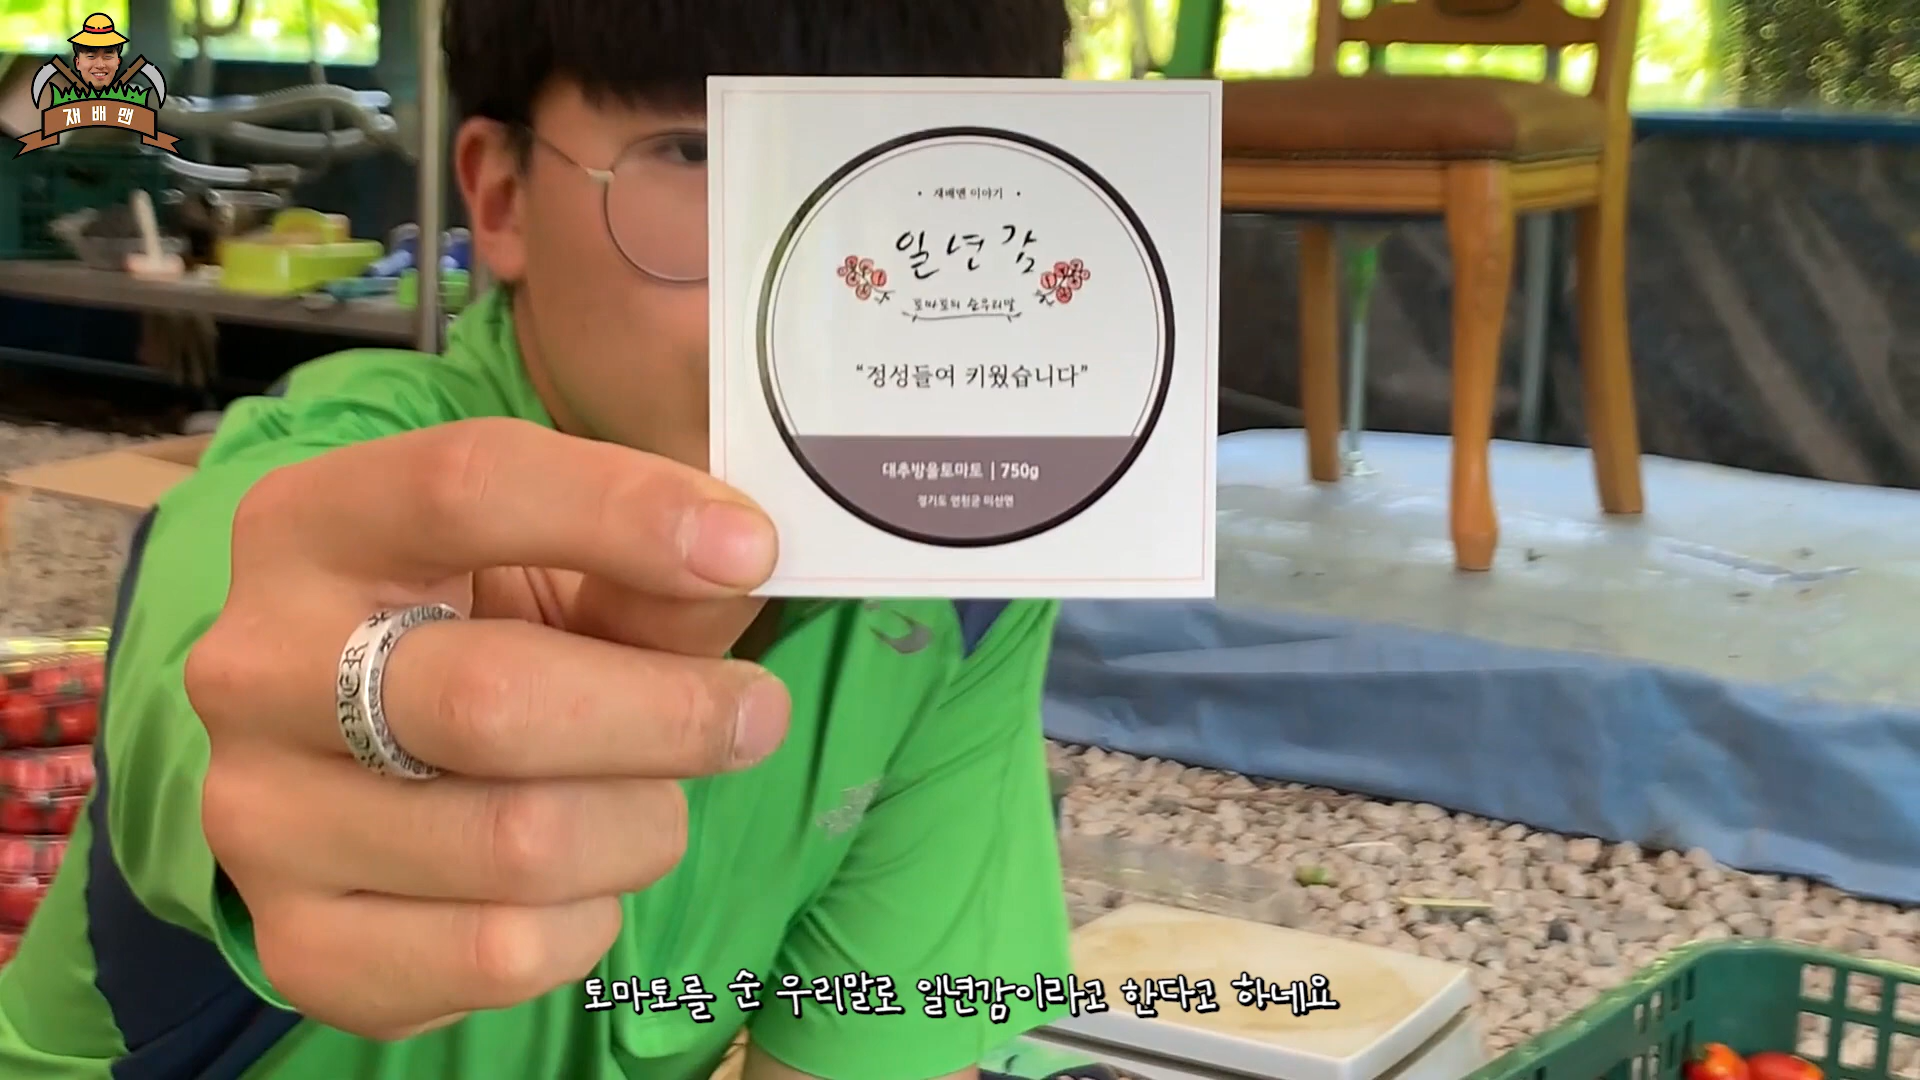 재배맨
• 재배맨 이야기 •
일년감
토마토의 순우리말
“정성들여 키웠습니다”
대추방울토마토 | 750g
경기도 연천군 미산면
토마토를 순 우리말로 일년감이라고 한다고 하네요